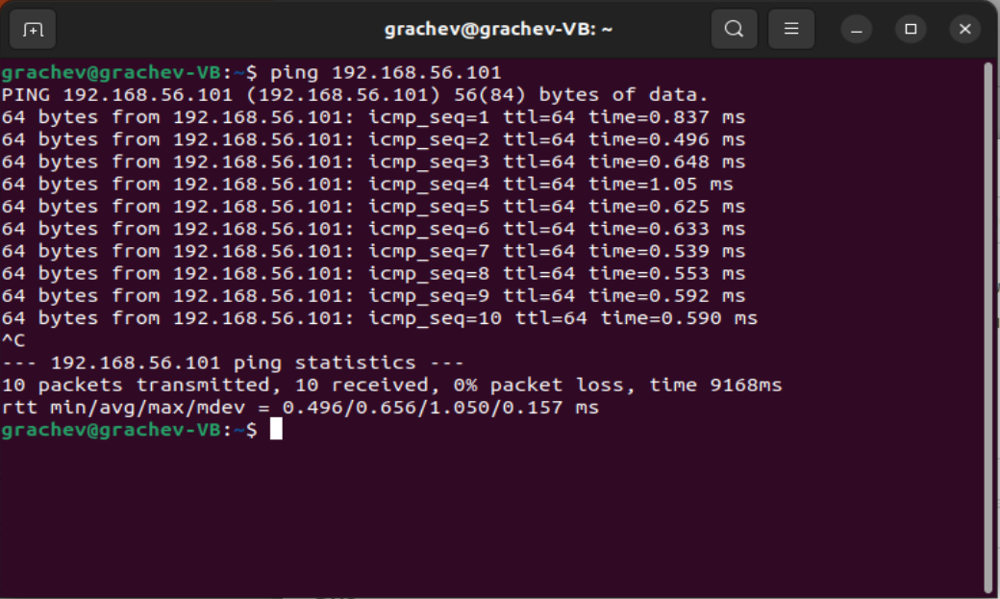 grachev@grachev-VB: ~
grachev@grachev-VB:~$ ping 192.168.56.101
PING 192.168.56.101 (192.168.56.101) 56(84) bytes of data.
64 bytes from 192.168.56.101: icmp_seq=1 ttl=64 time=0.837 ms
64 bytes from 192.168.56.101: icmp_seq=2 ttl=64 time=0.496 ms
64 bytes from 192.168.56.101: icmp_seq=3 ttl=64 time=0.648 ms
64 bytes from 192.168.56.101: icmp_seq=4 ttl=64 time=1.05 ms
64 bytes from 192.168.56.101: icmp_seq=5 ttl=64 time=0.625 ms
64 bytes from 192.168.56.101: icmp_seq=6 ttl=64 time=0.633 ms
64 bytes from 192.168.56.101: icmp_seq=7 ttl=64 time=0.539 ms
64 bytes from 192.168.56.101: icmp_seq=8 ttl=64 time=0.553 ms
64 bytes from 192.168.56.101: icmp_seq=9 ttl=64 time=0.592 ms
64 bytes from 192.168.56.101: icmp_seq=10 ttl=64 time=0.590 ms
^C
--- 192.168.56.101 ping statistics ---
10 packets transmitted, 10 received, 0% packet loss, time 9168ms
rtt min/avg/max/mdev = 0.496/0.656/1.050/0.157 ms
grachev@grachev-VB:~$